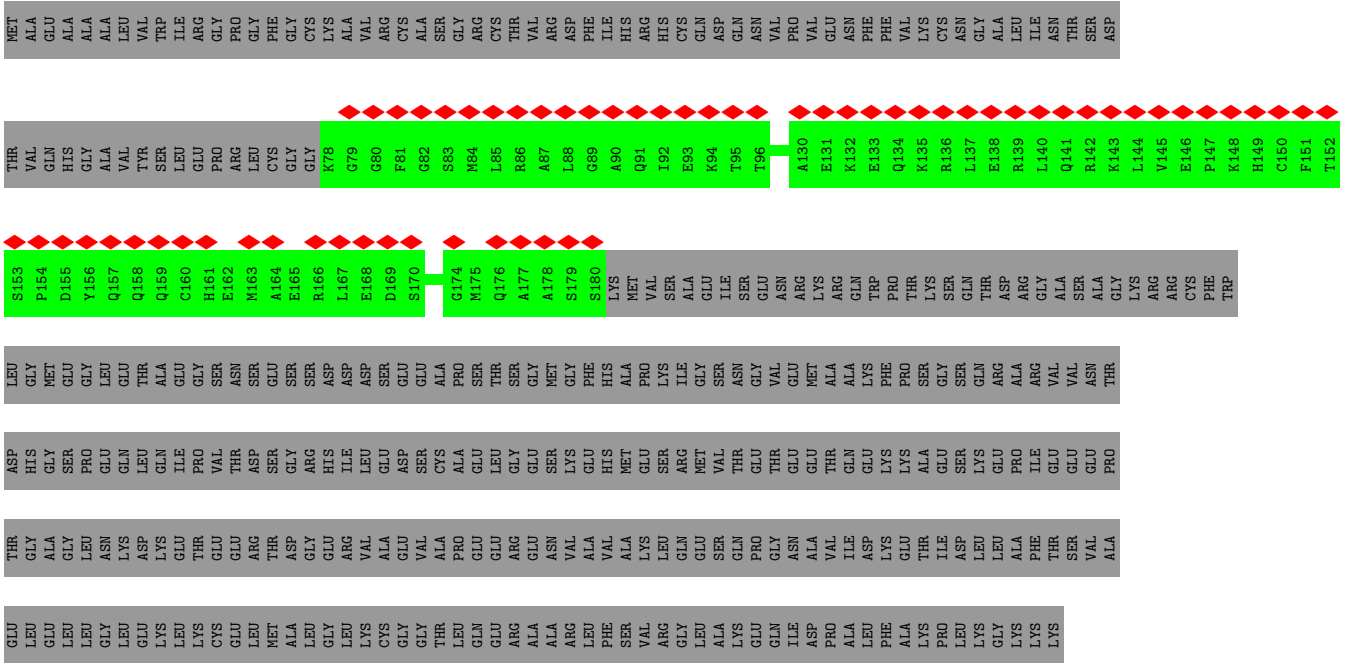 MET ALA GLU ALA ALA ALA LEU VAL TRP ILE ARG GLY PRO GLY PHE GLY CYS LYS ALA VAL ARG CYS ALA SER GLY ARG CYS THR VAL ARG ASP PHE ILE HIS ARG HIS CYS GLN ASP GLN ASN VAL PRO VAL GLU ASN PHE PHE VAL LYS CYS ASN GLY ALA LEU ILE ASN THR SER ASP
THR VAL GLN HIS GLY ALA VAL TYR SER LEU GLU PRO ARG LEU CYS GLY GLY K78 G79 G80 F81 G82 S83 M84 L85 R86 A87 L88 G89 A90 Q91 I92 E93 K94 T95 T96 A130 E131 K132 E133 Q134 K135 R136 L137 E138 R139 L140 Q141 R142 K143 L144 V145 E146 P147 K148 H149 C150 F151 T152
S153 P154 D155 Y156 Q157 Q158 Q159 C160 H161 E162 M163 A164 E165 R166 L167 E168 D169 S170 G174 M175 Q176 A177 A178 S179 S180 LYS MET VAL SER ALA GLU ILE SER GLU ASN ARG LYS ARG GLN TRP PRO THR LYS SER GLN THR ASP ARG GLY ALA SER ALA GLY LYS ARG ARG CYS PHE TRP
LEU GLY MET GLU GLY LEU GLU THR ALA GLU GLY SER ASN SER GLU SER SER ASP ASP ASP SER GLU GLU ALA PRO SER THR SER GLY MET GLY PHE HIS ALA PRO LYS ILE GLY SER ASN GLY VAL GLU MET ALA ALA LYS PHE PRO SER GLY SER GLN ARG ALA ARG VAL VAL ASN THR
ASP HIS GLY SER PRO GLU GLN LEU GLN ILE PRO VAL THR ASP SER GLY ARG HIS ILE LEU GLU ASP SER CYS ALA GLU LEU GLY GLU SER LYS GLU HIS MET GLU SER ARG MET VAL THR GLU THR GLU GLU THR GLN GLU LYS LYS ALA GLU SER LYS GLU PRO ILE GLU GLU GLU PRO
THR GLY ALA GLY LEU ASN LYS ASP LYS GLU THR GLU GLU ARG THR ASP GLY GLU ARG VAL ALA GLU VAL ALA PRO GLU GLU ARG GLU ASN VAL ALA VAL ALA LYS LEU GLN GLU SER GLN PRO GLY ASN ALA VAL ILE ASP LYS GLU THR ILE ASP LEU LEU ALA PHE THR SER VAL ALA
GLU LEU GLU LEU LEU GLY LEU GLU LYS LEU LYS CYS GLU LEU MET ALA LEU GLY LEU LYS CYS GLY GLY THR LEU GLN GLU ARG ALA ALA ARG LEU PHE SER VAL ARG GLY LEU ALA LYS GLU GLN ILE ASP PRO ALA LEU PHE ALA LYS PRO LEU LYS GLY LYS LYS LYS